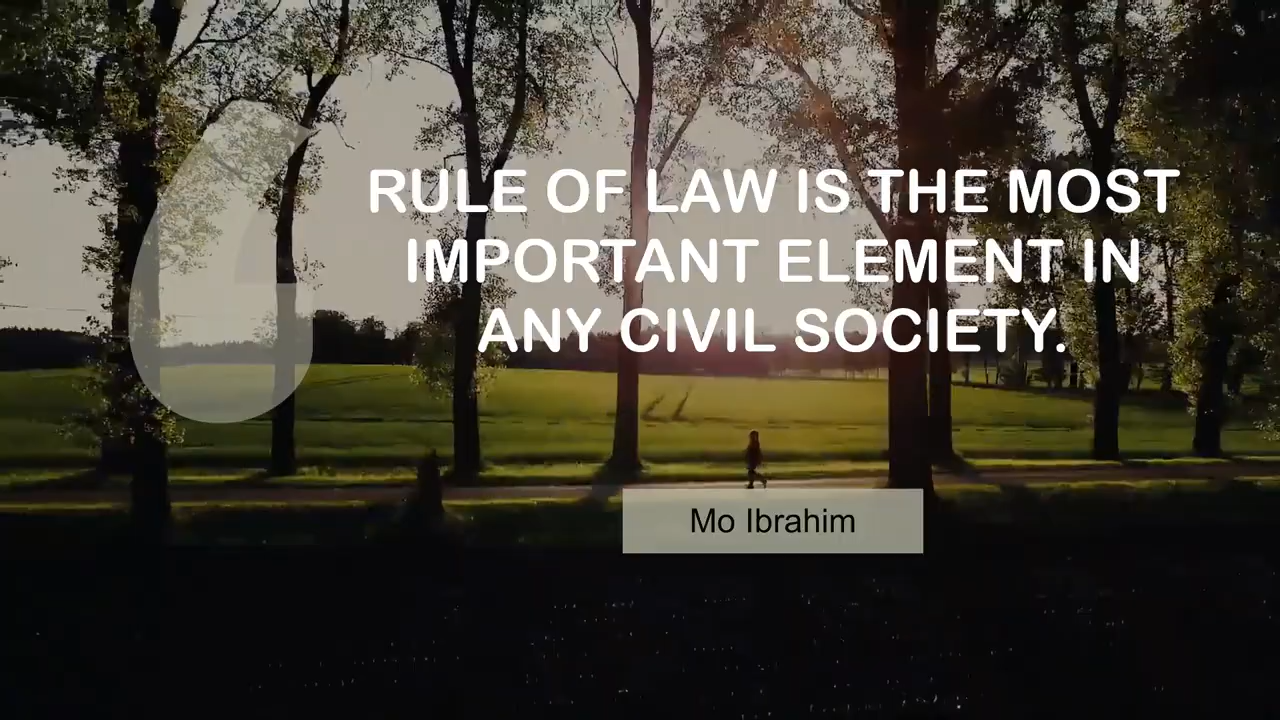 RULE OF LAW IS THE MOST
IMPORTANT ELEMENT IN
ANY CIVIL SOCIETY.
Mo Ibrahim